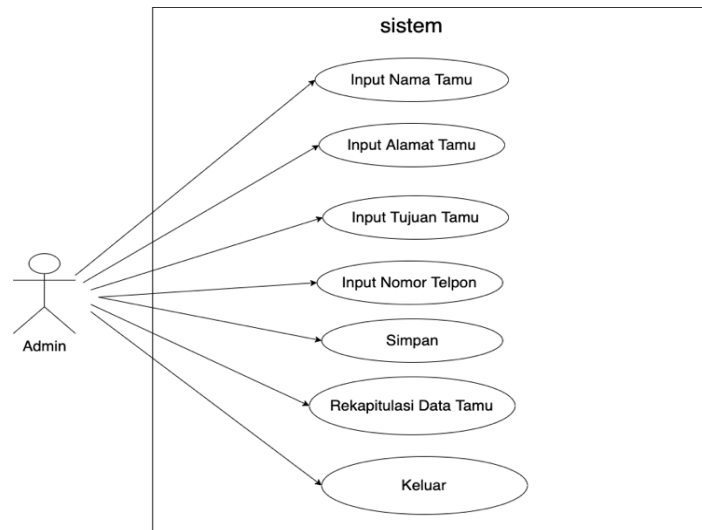 sistem
Input Nama Tamu
Input Alamat Tamu
Input Tujuan Tamu
Input Nomor Telpon
Simpan
Admin
Rekapitulasi Data Tamu
Keluar